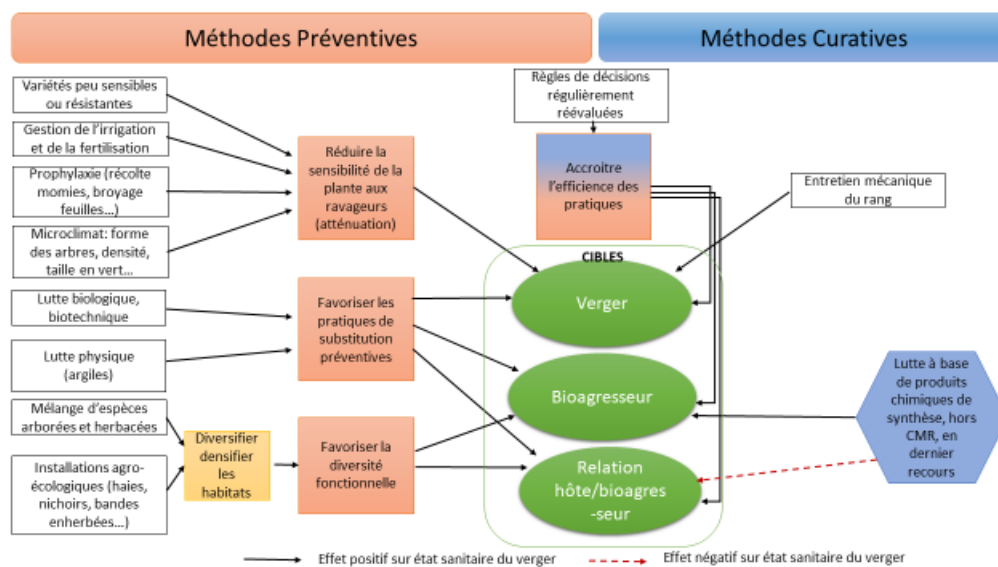 Méthodes Préventives
Méthodes Curatives
Variétés peu sensibles
ou résistantes
Gestion de l'irrigation
et de la fertilisation
Prophylaxie (récolte
momies, broyage
feuilles...)
Microclimat: forme
des arbres, densité,
taille en vert...
Lutte biologique,
biotechnique
Lutte physique
(argiles)
Mélange d'espèces
arborées et herbacées
Installations agro-
écologiques (haies,
nichoirs, bandes
enherbées...)
Diversifier
densifier
les
habitats
Réduire la
sensibilité de la
plante aux
ravageurs
(atténuation)
Favoriser les
pratiques de
substitution
préventives
Favoriser la
diversité
fonctionnelle
Règles de décisions
régulièrement
réévaluées
Accroitre
l'efficience des
pratiques
Entretien mécanique
du rang
CIBLES
Verger
Bioagresseur
Relation
hôte/bioagres
-seur
Lutte à base
de produits
chimiques de
synthèse, hors
CMR, en
dernier
recours
Effet positif sur état sanitaire du verger
Effet négatif sur état sanitaire du verger